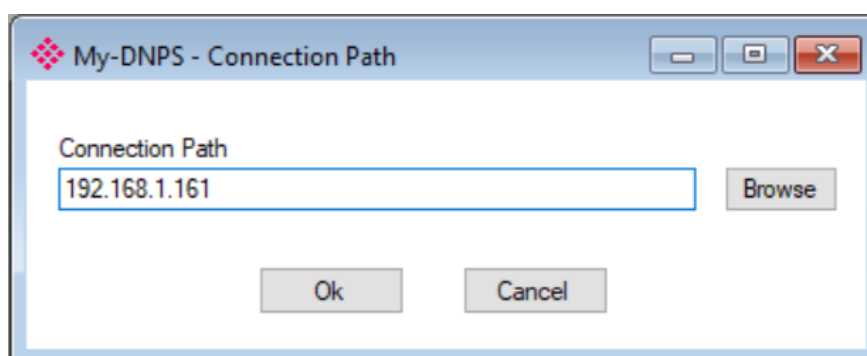 My-DNPS - Connection Path
Connection Path
192.168.1.161
Browse
Ok
Cancel